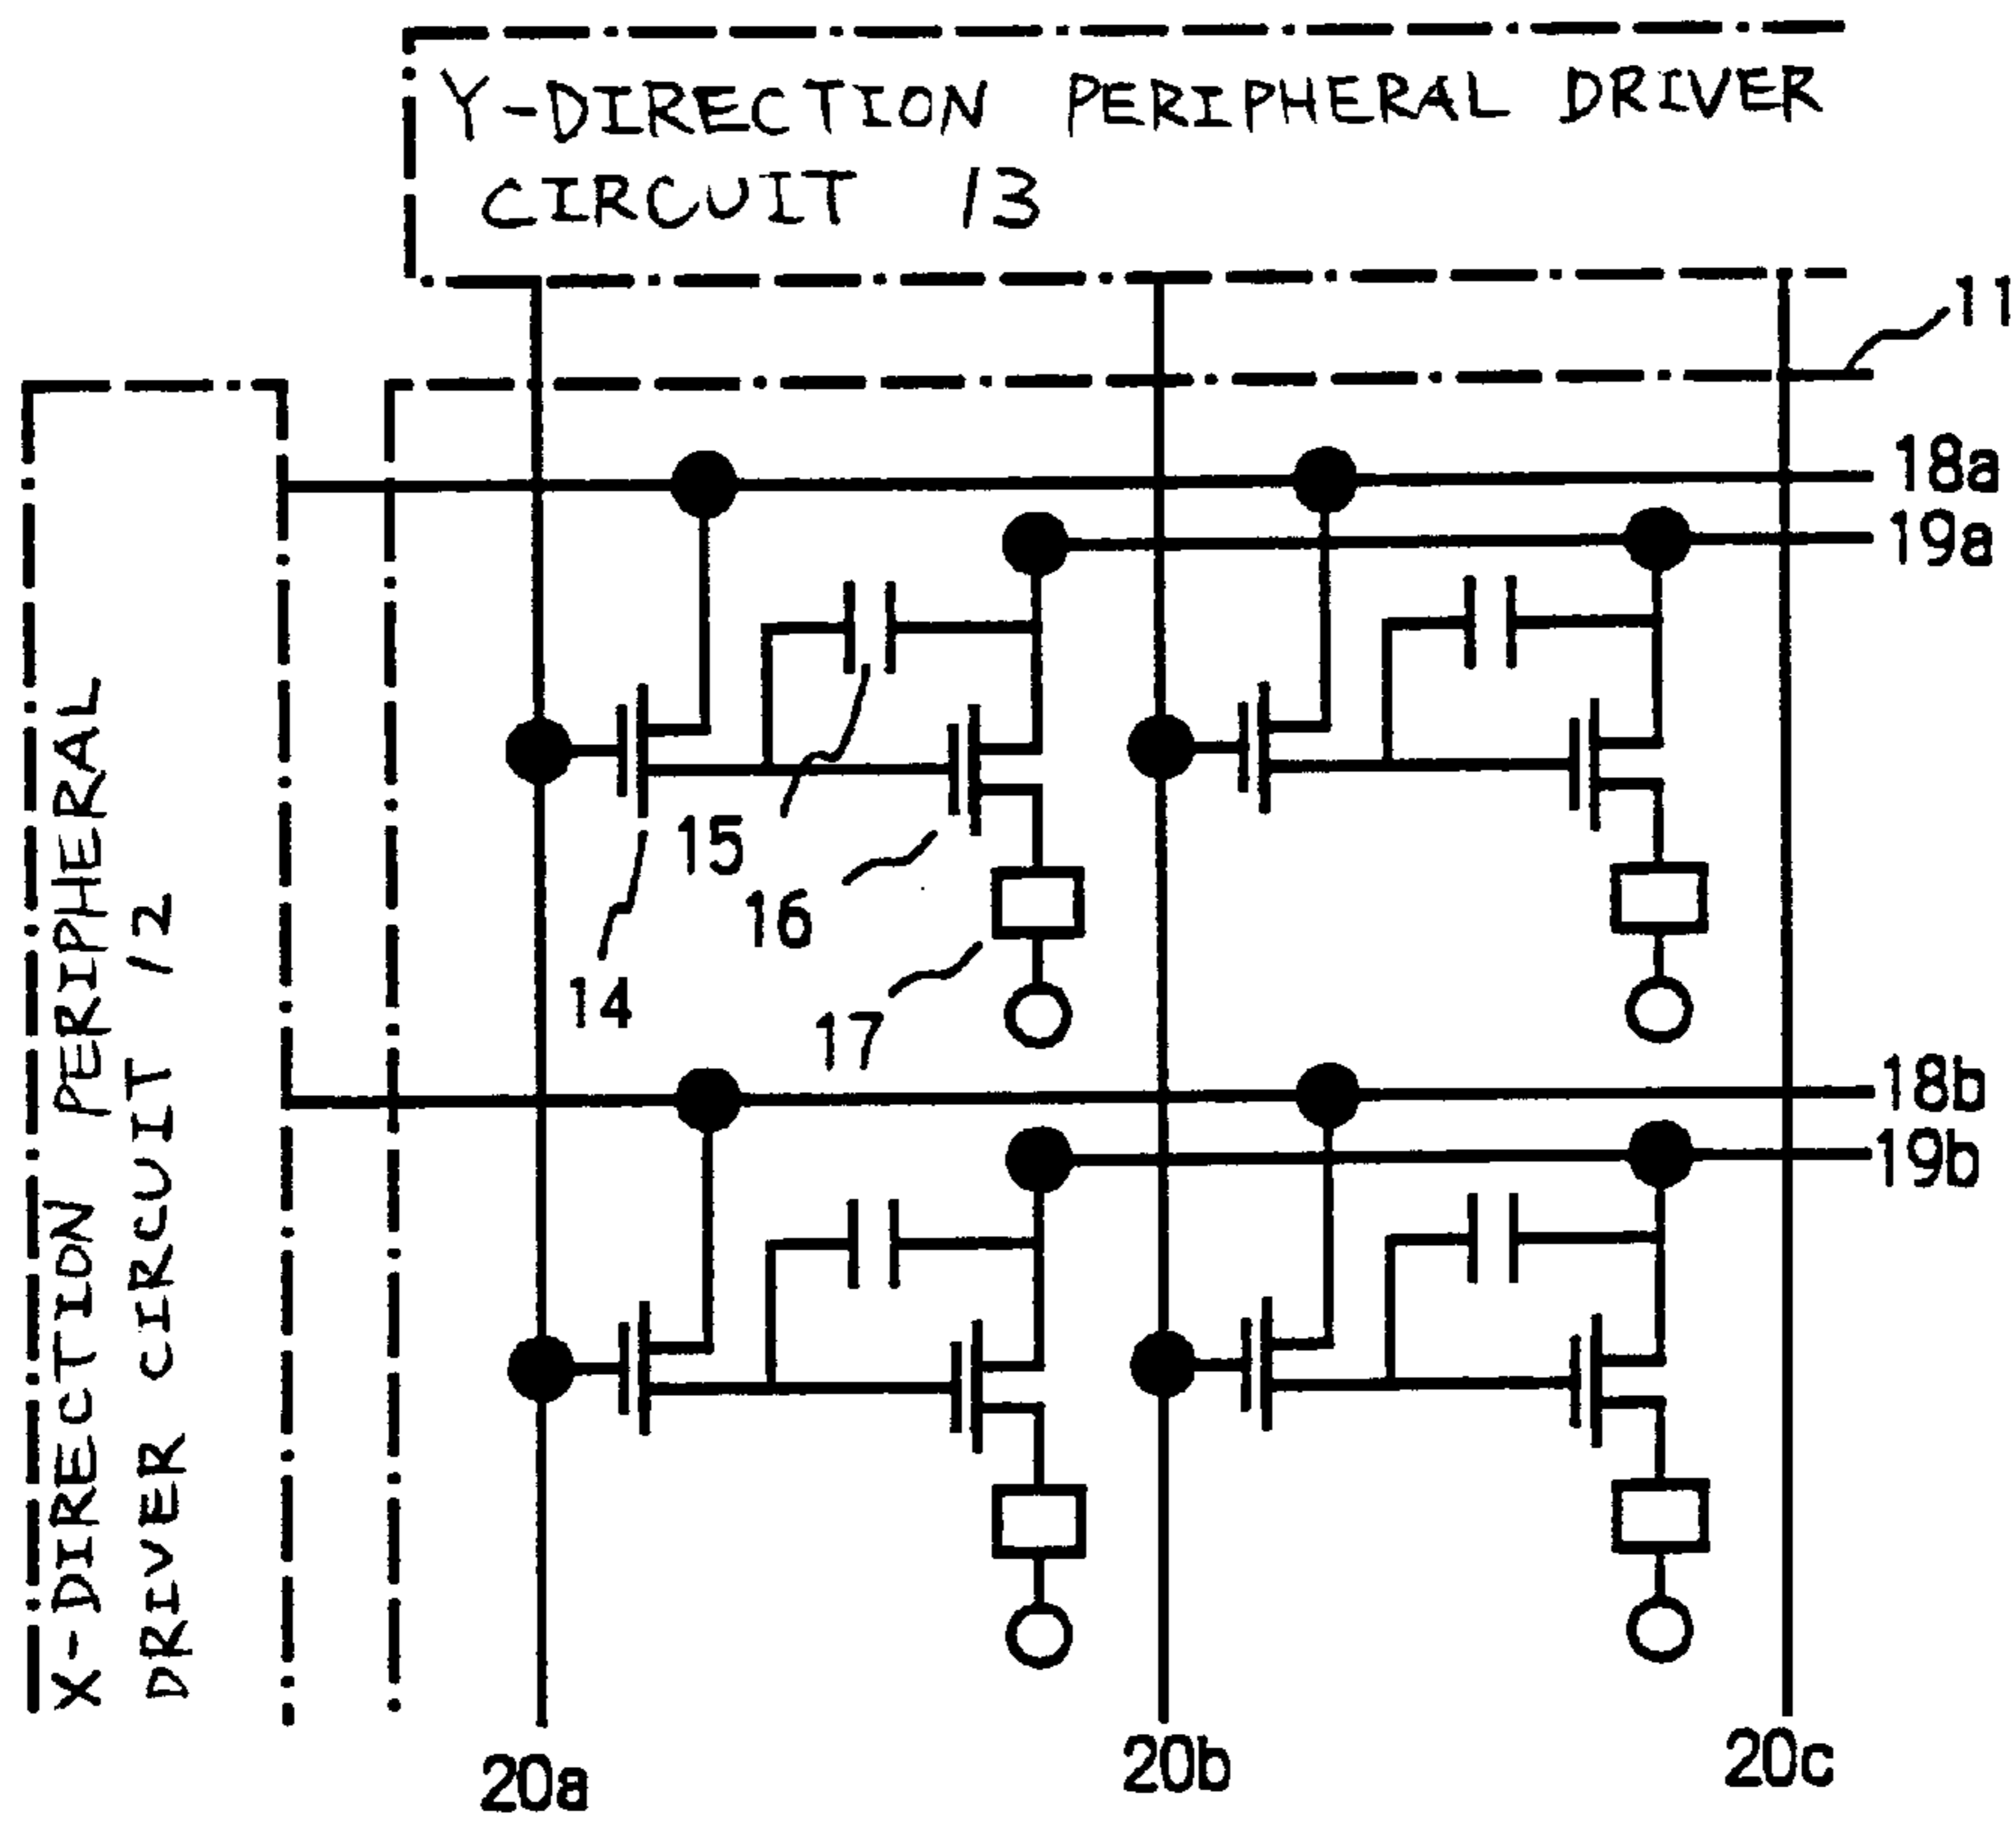 Y-DIRECTION PERIPHERAL DRIVER
CIRCUIT 13
11
18a
19a
X-DIRECTION PERIPHERAL
DRIVER CIRCUIT 12
15
16
14
17
18b
19b
20a
20b
20c